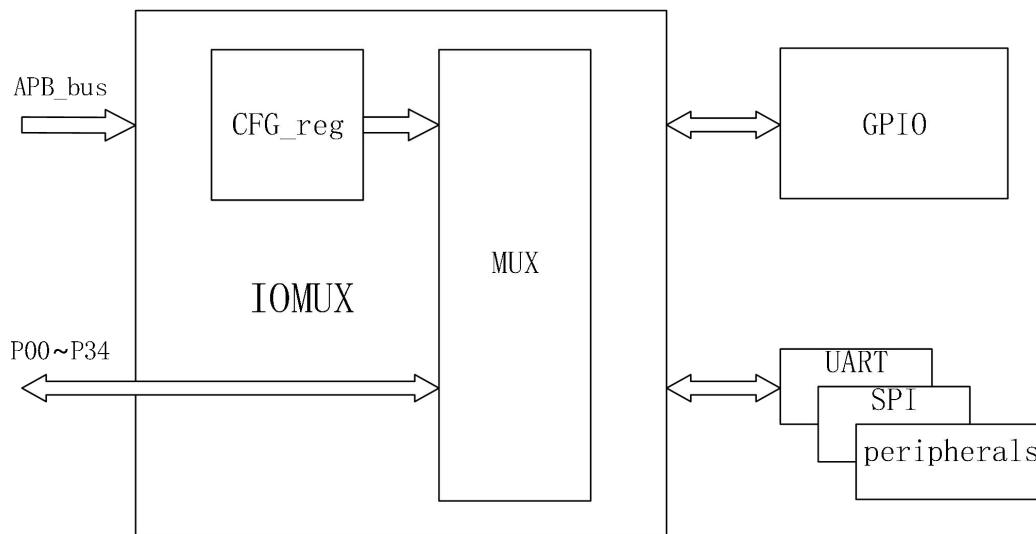 APB_bus
CFG_reg
GPIO
MUX
IOMUX
P00~P34
UART
SPI
peripherals